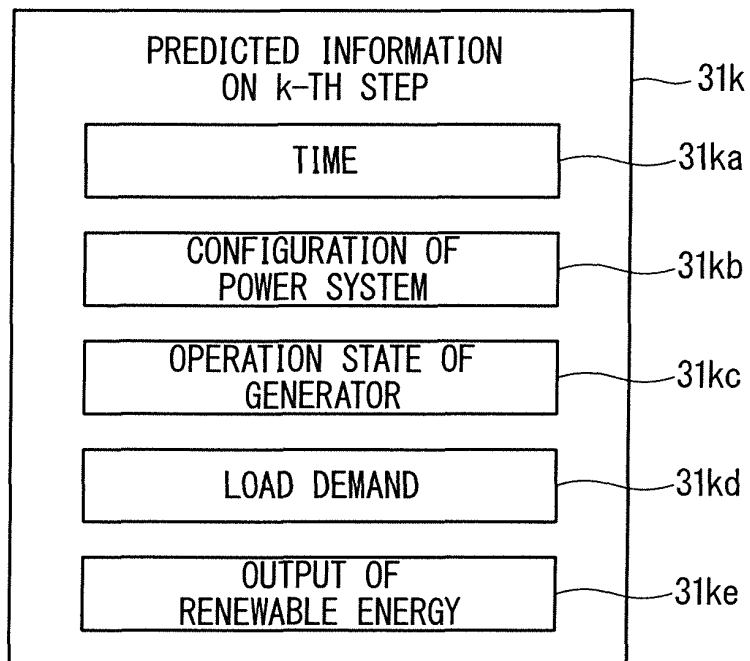 PREDICTED INFORMATION
ON k-TH STEP
31k
TIME
31ka
CONFIGURATION OF
POWER SYSTEM
31kb
OPERATION STATE OF
GENERATOR
31kc
LOAD DEMAND
31kd
OUTPUT OF
RENEWABLE ENERGY
31ke